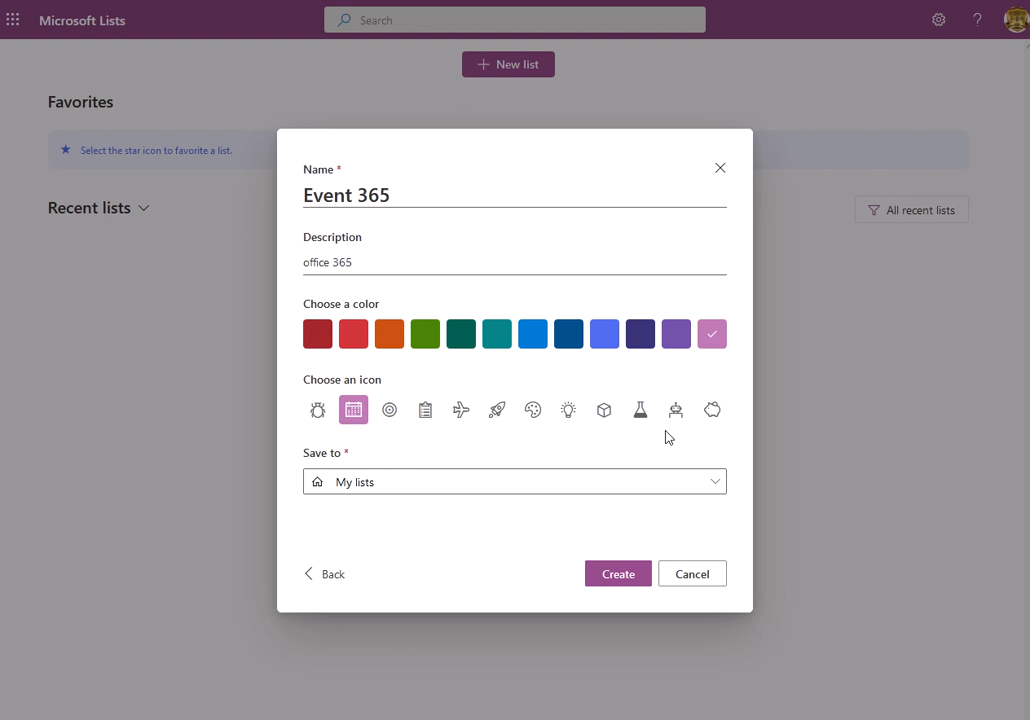 Microsoft Lists
Search
?
+ New list
Favorites
Select the star icon to favorite a list.
Recent lists
All recent lists
Name *
Event 365
Description
office 365
Choose a color
Choose an icon
Save to *
My lists
Back
Create
Cancel